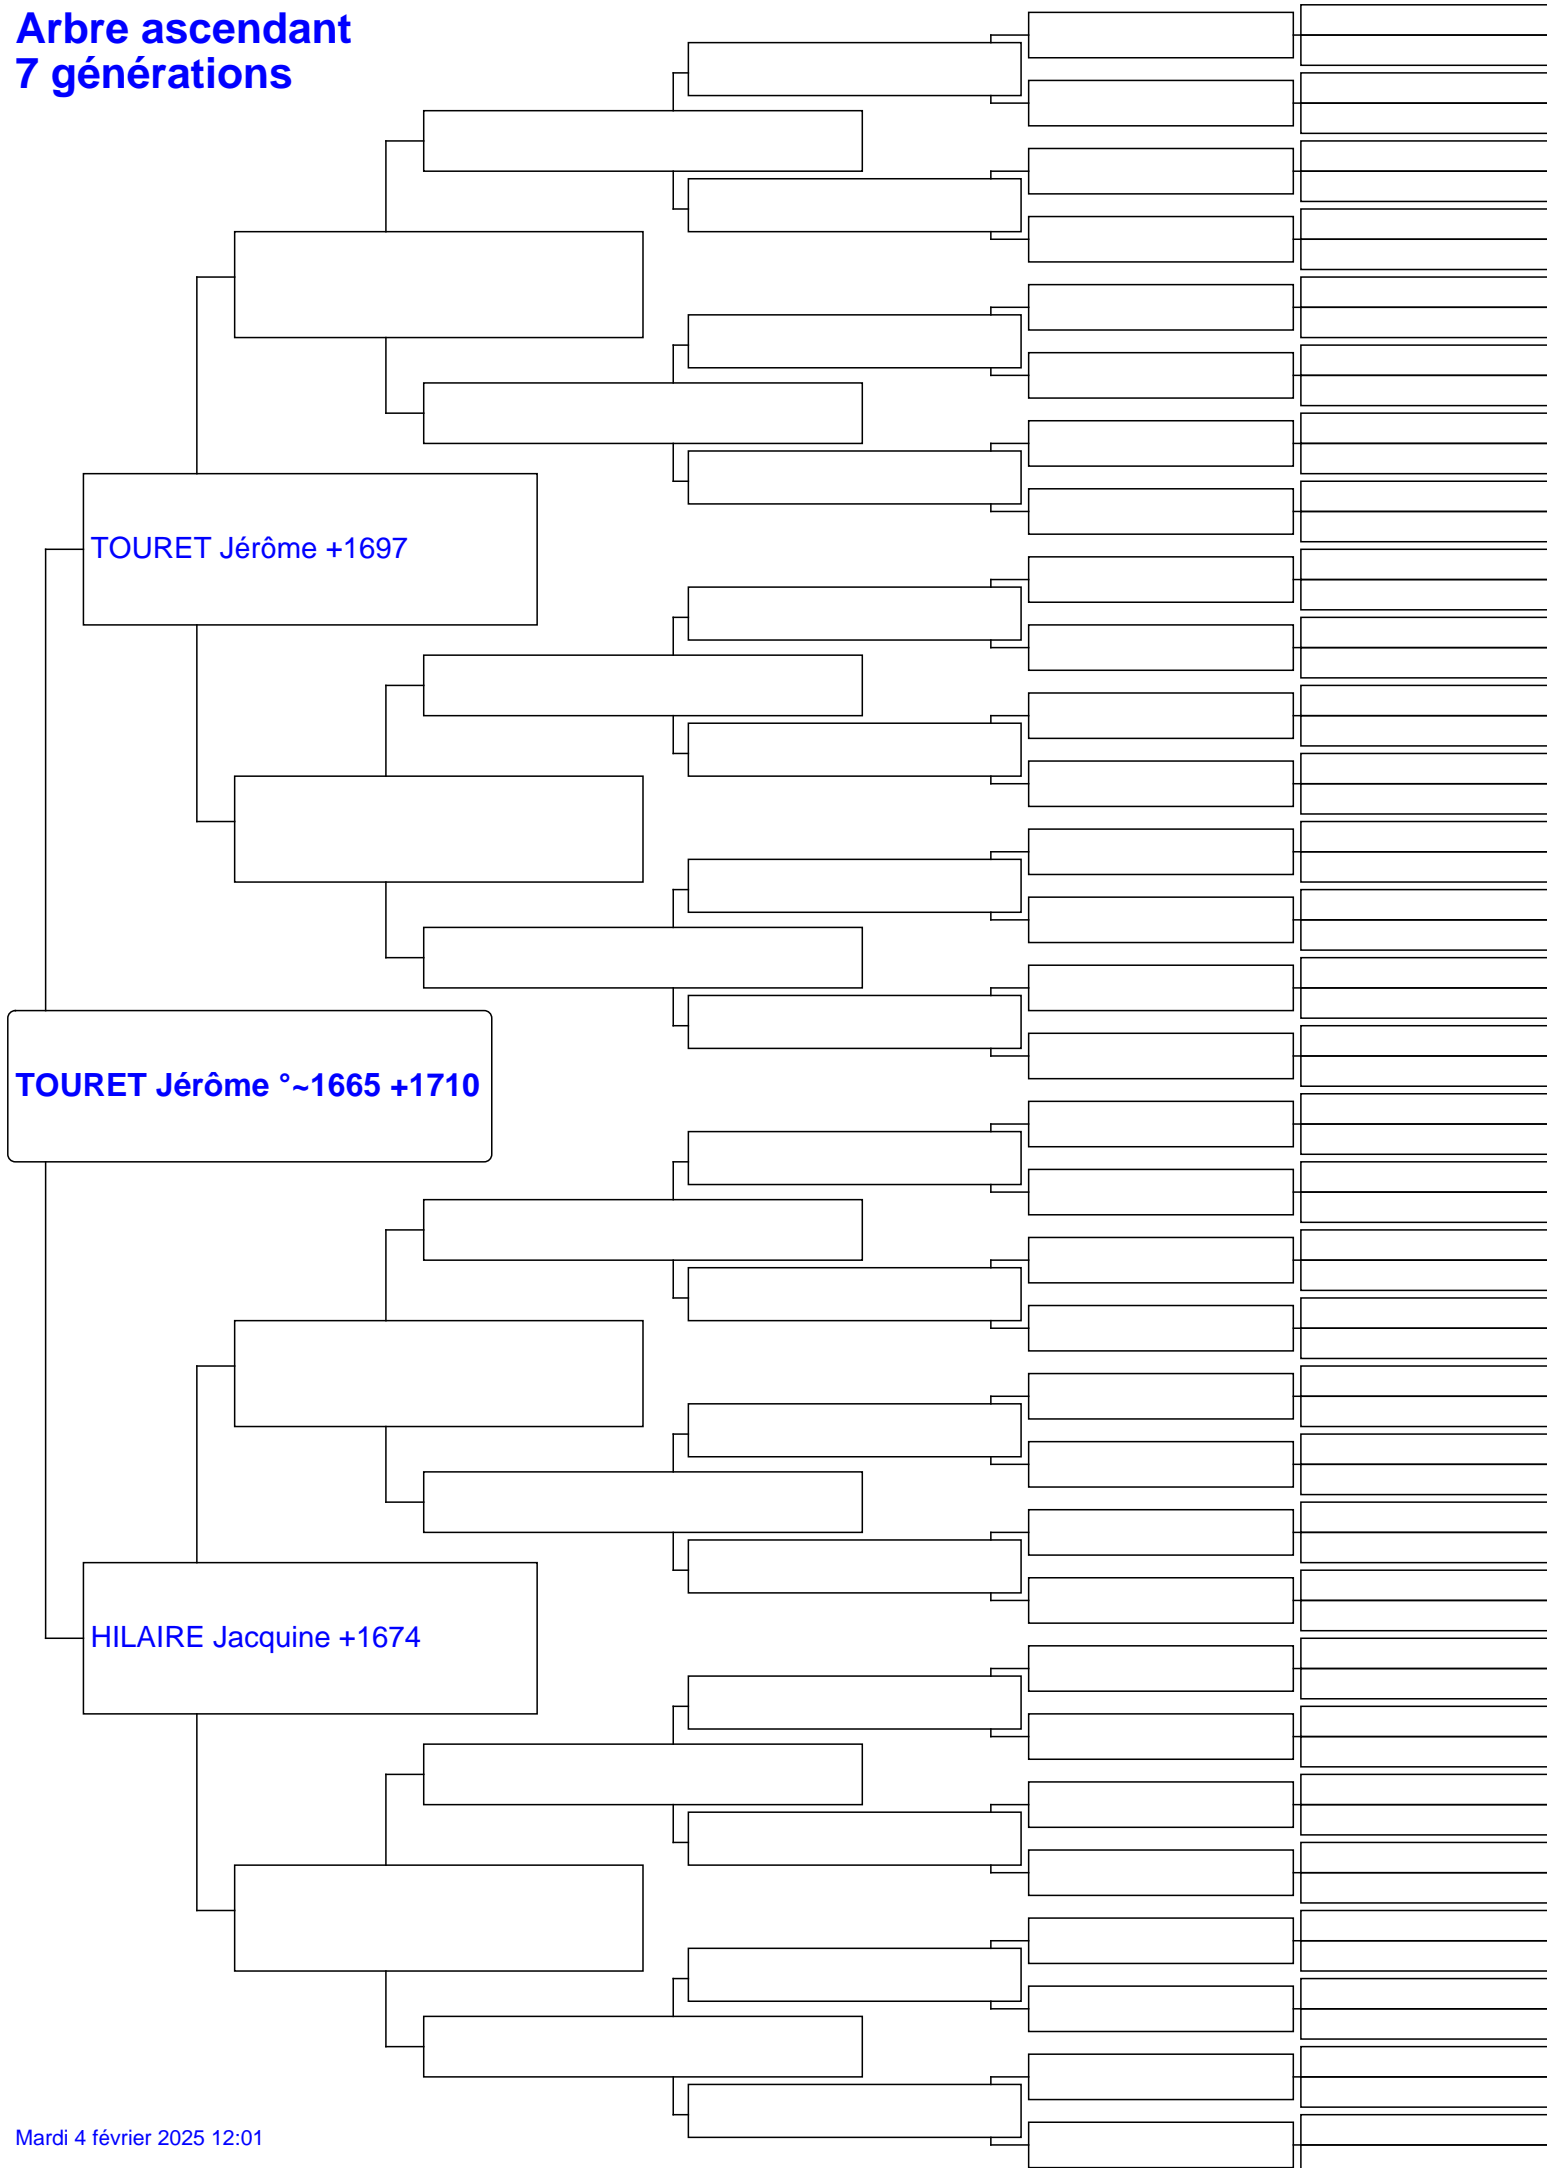 Arbre ascendant
7 générations
TOURET Jérôme +1697
TOURET Jérôme °~1665 +1710
HILAIRE Jacquine +1674
Mardi 4 février 2025 12:01